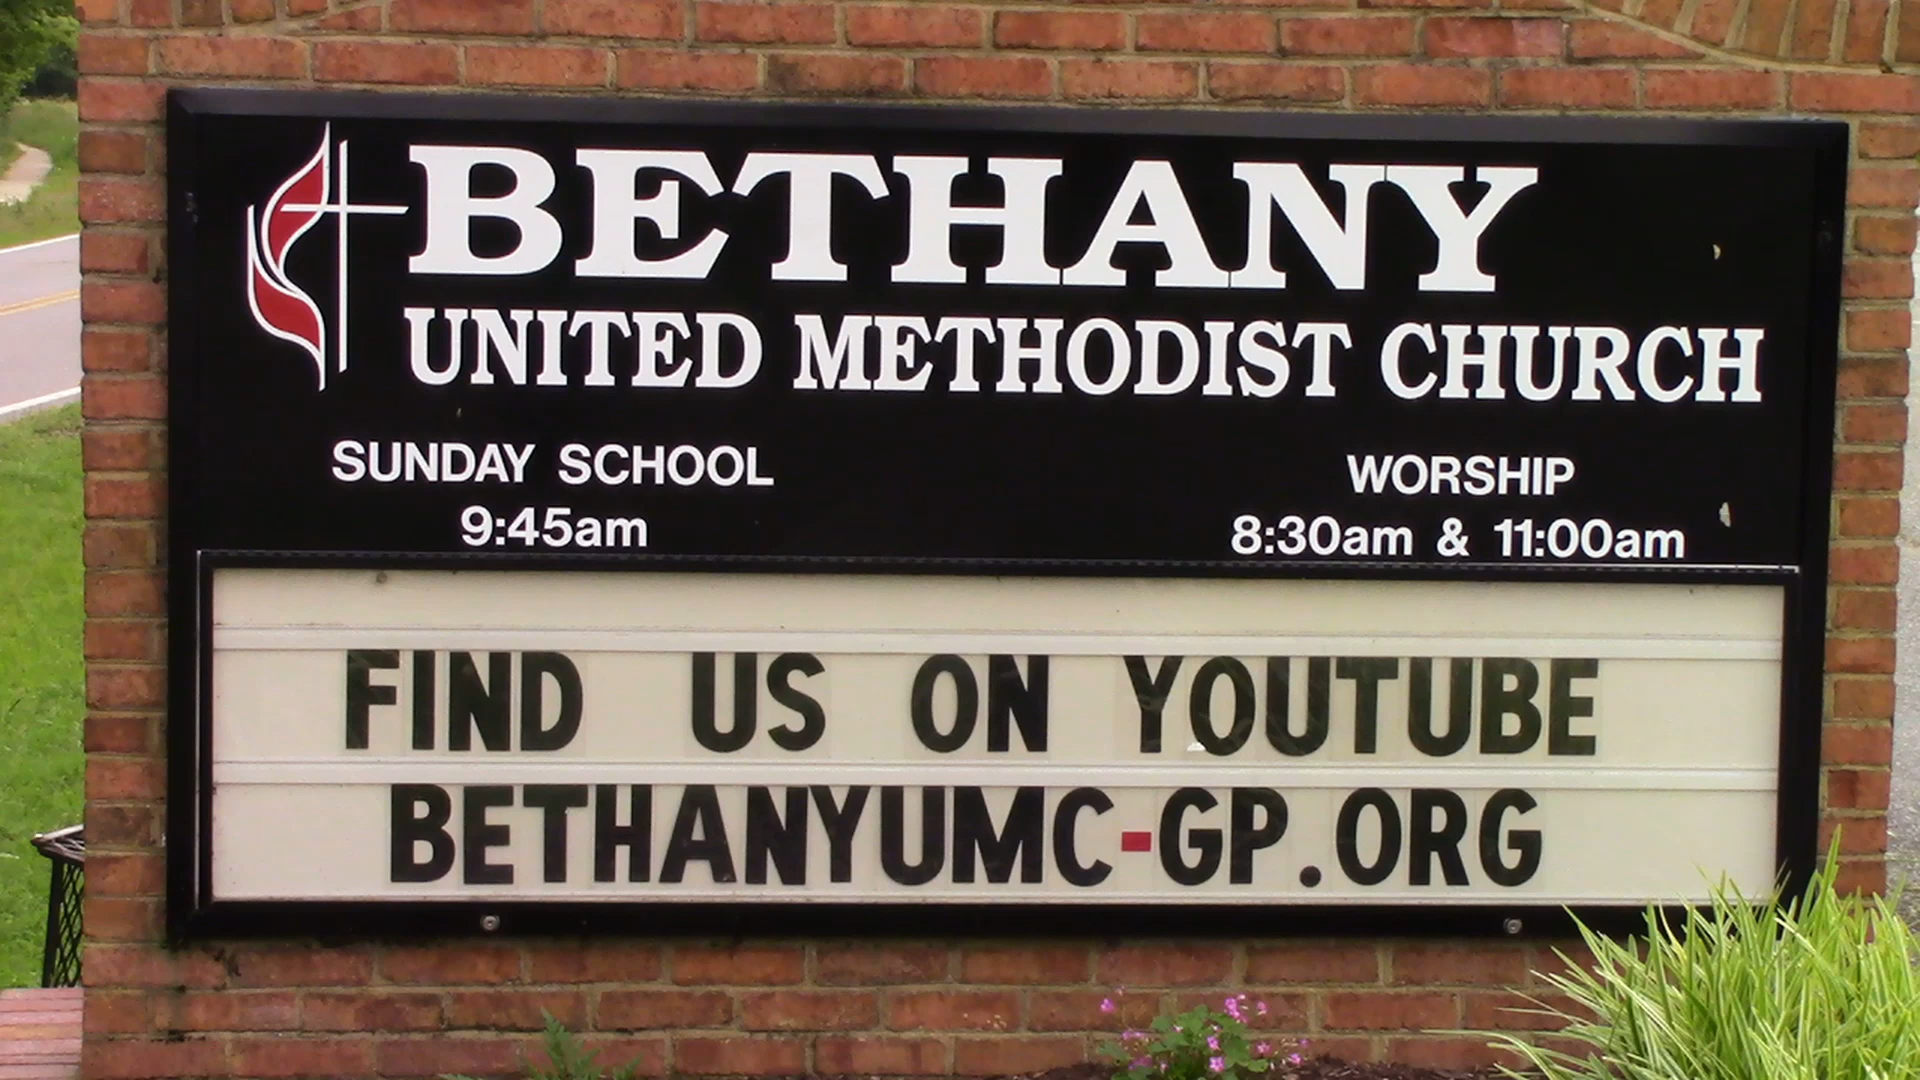 BETHANY
UNITED METHODIST CHURCH
SUNDAY SCHOOL
9:45am
WORSHIP
8:30am & 11:00am
FIND US ON YOUTUBE
BETHANYUMC-GP.ORG